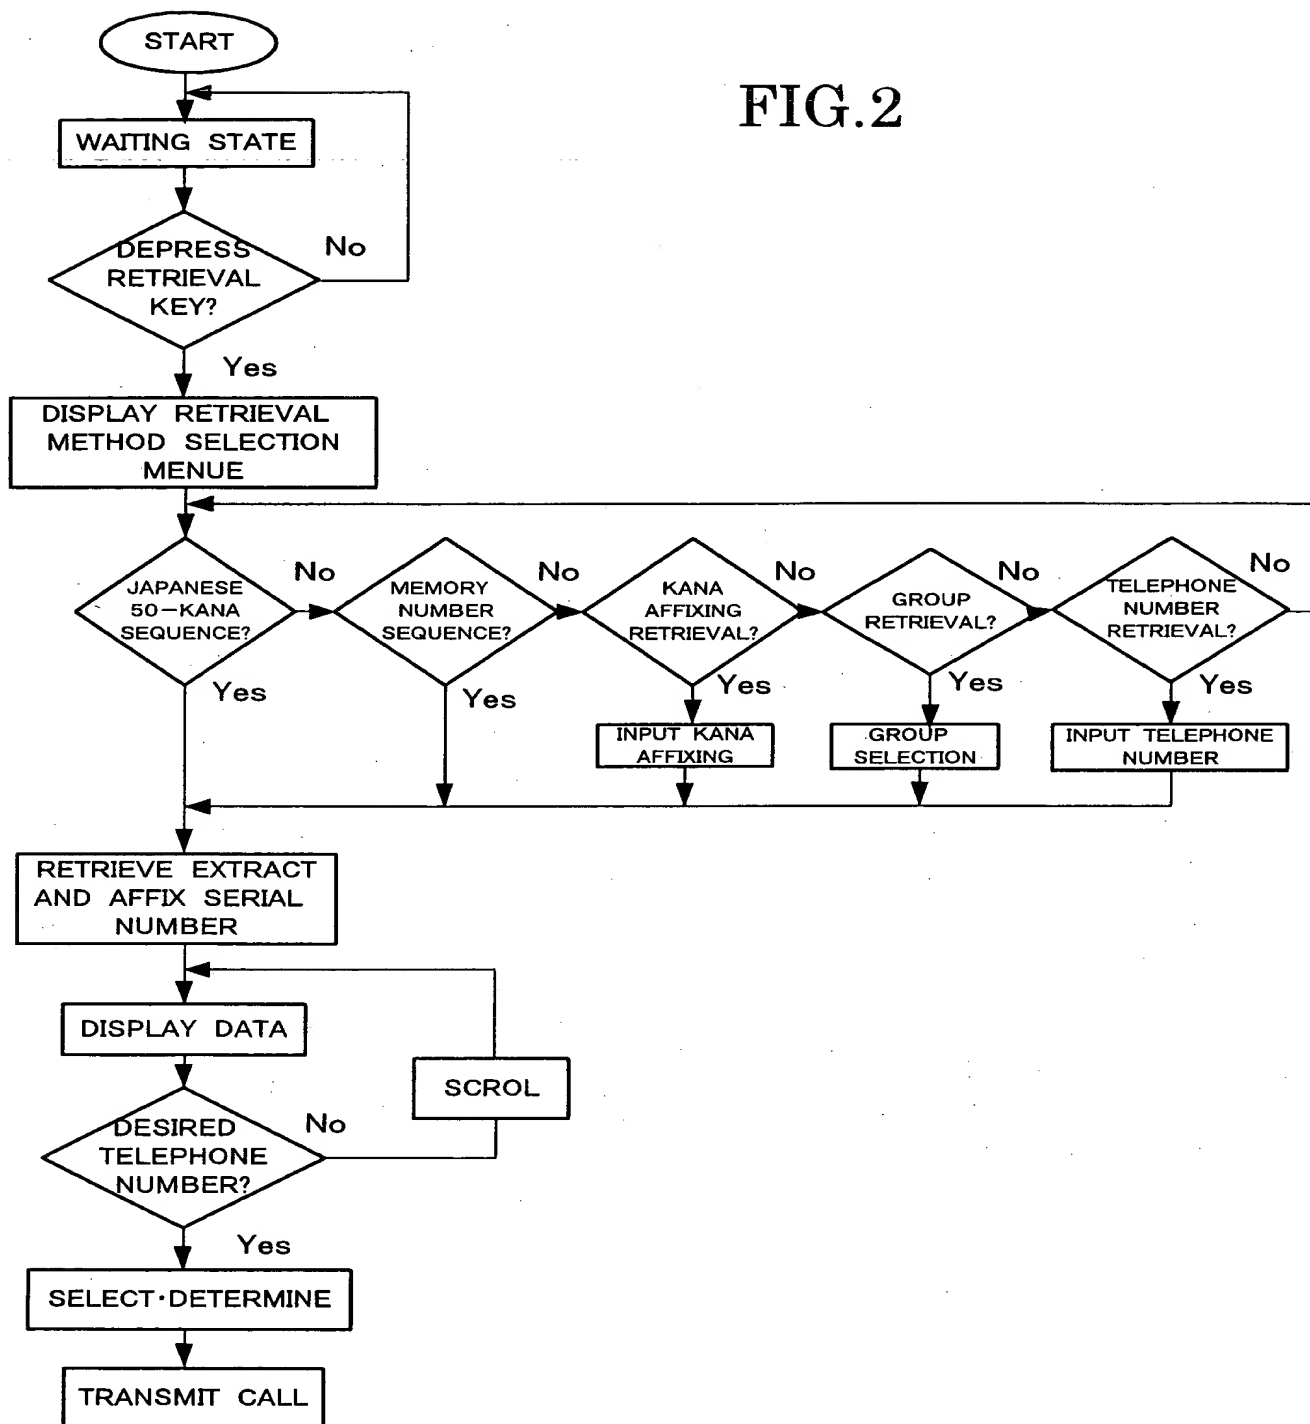 START
FIG.2
WAITING STATE
DEPRESS
RETRIEVAL
KEY?
No
Yes
DISPLAY RETRIEVAL
METHOD SELECTION
MENUE
JAPANESE
50-KANA
SEQUENCE?
No
Yes
MEMORY
NUMBER
SEQUENCE?
No
Yes
KANA
AFFIXING
RETRIEVAL?
No
Yes
GROUP
RETRIEVAL?
No
Yes
TELEPHONE
NUMBER
RETRIEVAL?
No
Yes
INPUT KANA
AFFIXING
GROUP
SELECTION
INPUT TELEPHONE
NUMBER
RETRIEVE EXTRACT
AND AFFIX SERIAL
NUMBER
DISPLAY DATA
SCROL
DESIRED
TELEPHONE
NUMBER?
No
Yes
SELECT·DETERMINE
TRANSMIT CALL